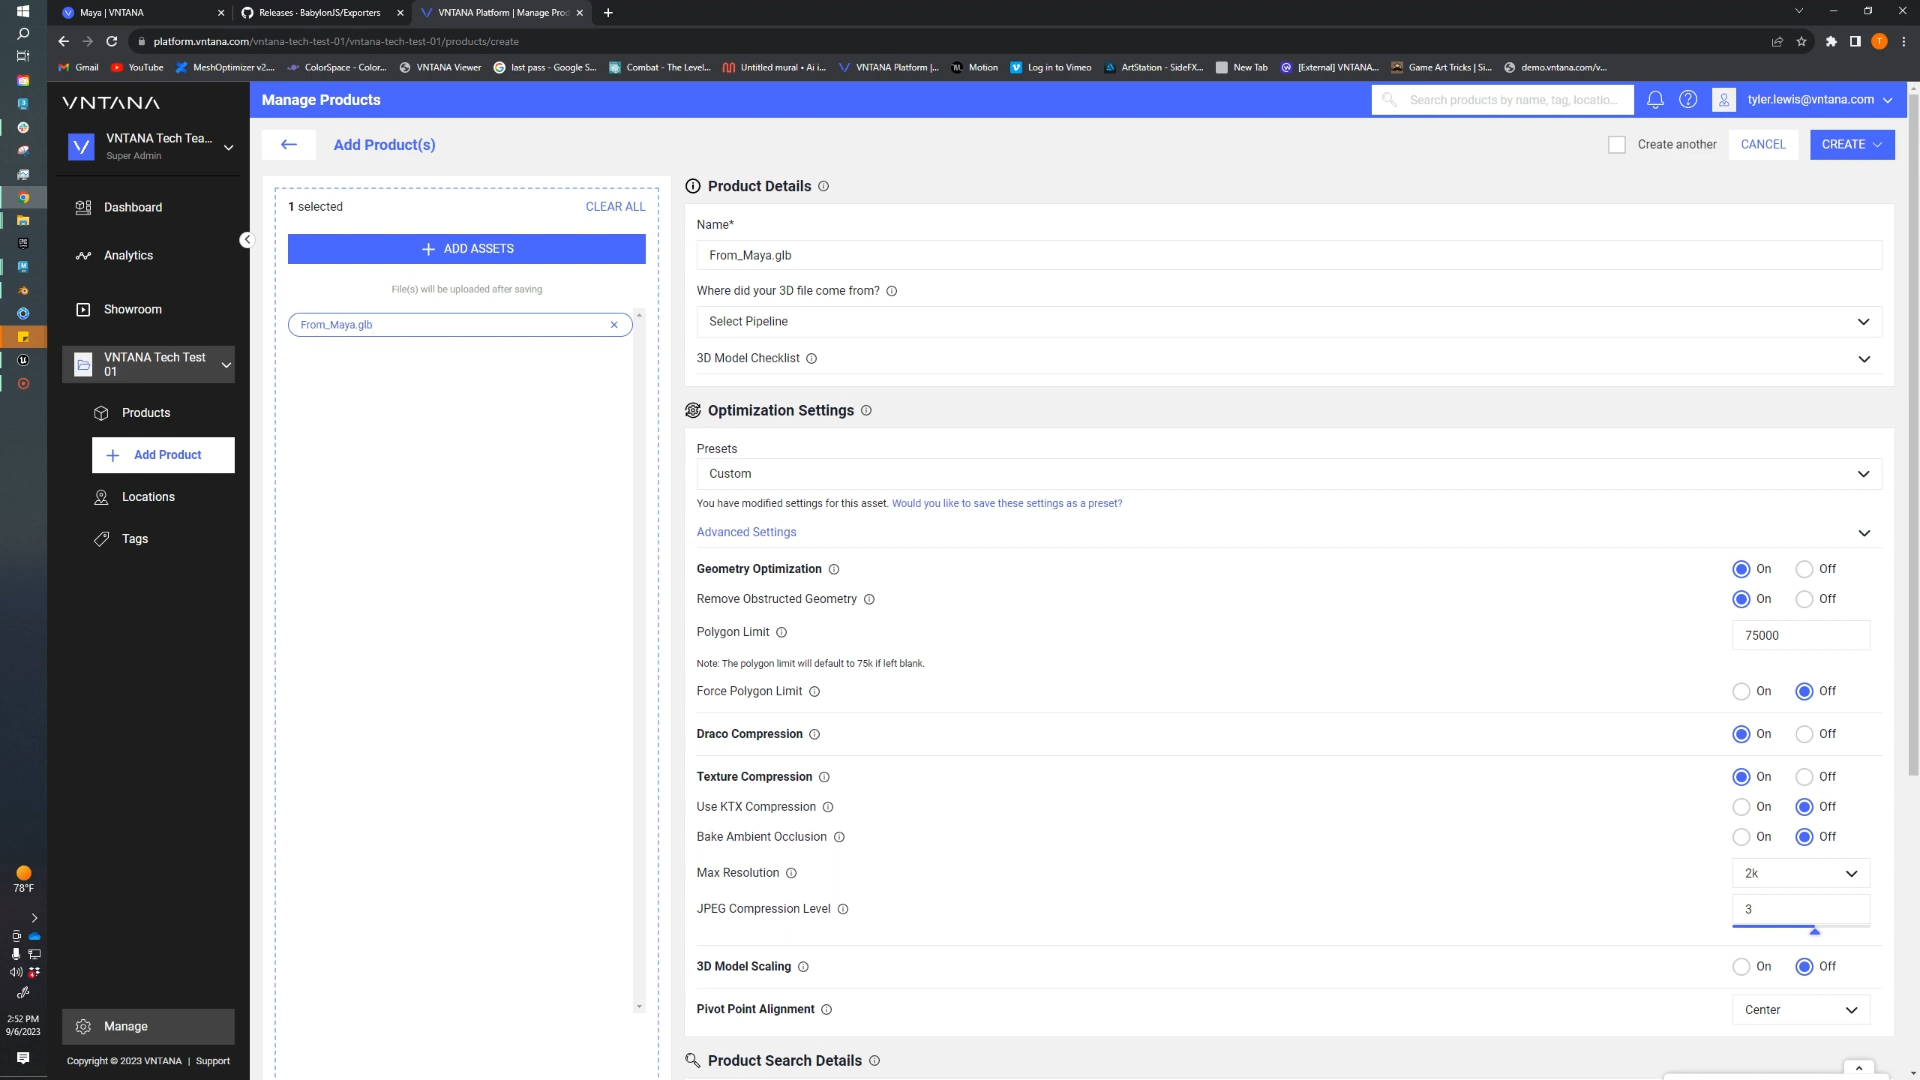 Maya | VNTANA
Releases · BabylonJS/Exporters
VNTANA Platform | Manage Prod
platform.vntana.com/vntana-tech-test-01/vntana-tech-test-01/products/create
Gmail
YouTube
MeshOptimizer v2....
ColorSpace - Color...
VNTANA Viewer
last pass - Google S...
Combat - The Level...
Untitled mural • Ai i...
VNTANA Platform |...
Motion
Log in to Vimeo
ArtStation - SideFX...
New Tab
[External] VNTANA...
Game Art Tricks | Si...
demo.vntana.com/v...
VNTANA
Manage Products
Search products by name, tag, locatio...
tyler.lewis@vntana.com
VNTANA Tech Tea...
Super Admin
Add Product(s)
Create another
CANCEL
CREATE
Dashboard
Analytics
Showroom
VNTANA Tech Test
01
Products
Add Product
Locations
Tags
1 selected
CLEAR ALL
ADD ASSETS
File(s) will be uploaded after saving
From_Maya.glb
Product Details
Name*
From_Maya.glb
Where did your 3D file come from?
Select Pipeline
3D Model Checklist
Optimization Settings
Presets
Custom
You have modified settings for this asset. Would you like to save these settings as a preset?
Advanced Settings
Geometry Optimization
On
Off
Remove Obstructed Geometry
On
Off
Polygon Limit
75000
Note: The polygon limit will default to 75k if left blank.
Force Polygon Limit
On
Off
Draco Compression
On
Off
Texture Compression
On
Off
Use KTX Compression
On
Off
Bake Ambient Occlusion
On
Off
Max Resolution
2k
JPEG Compression Level
3
3D Model Scaling
On
Off
Pivot Point Alignment
Center
Product Search Details
78°F
2:52 PM
9/6/2023
Manage
Copyright © 2023 VNTANA | Support